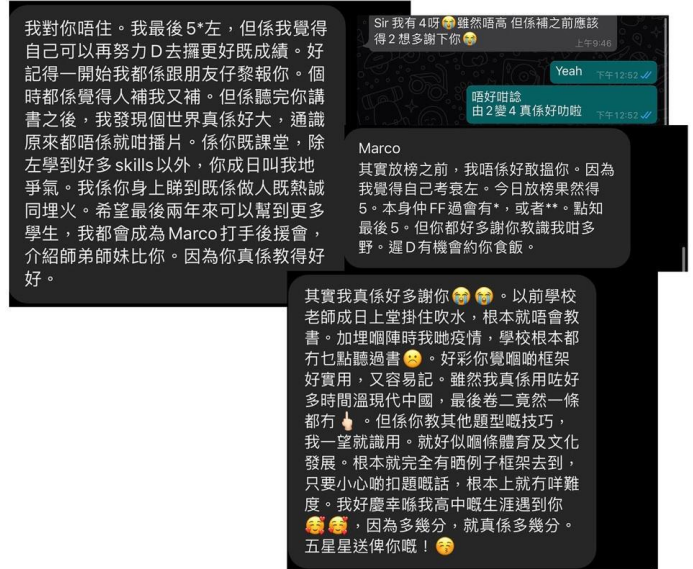 我對你唔住。我最後5*左，但係我覺得
自己可以再努力D去攞更好既成績。好
記得一開始我都係跟朋友仔黎報你。個
時都係覺得人補我又補。但係聽完你講
書之後，我發現個世界真係好大，通識
原來都唔係就咁播片。係你既課堂，除
左學到好多skills以外，你成日叫我地
爭氣。我係你身上睇到既係做人既熱誠
同埋火。希望最後兩年來可以幫到更多
學生，我都會成為Marco打手後援會，
介紹師弟師妹比你。因為你真係教得好
好。
Sir 我有4呀😭雖然唔高 但係補之前應該
得2 想多謝下你😭
上午9:46
Yeah
下午12:52
唔好咁諗
由2變4 真係好叻啦
下午12:52
Marco
其實放榜之前，我唔係好敢搵你。因為
我覺得自己考衰左。今日放榜果然得
5。本身仲FF過會有*，或者**。點知
最後5。但你都好多謝你教識我咁多
野。遲D有機會約你食飯。
其實我真係好多謝你😭😭。以前學校
老師成日上堂掛住吹水，根本就唔會教
書。加埋嗰陣時我哋疫情，學校根本都
冇乜點聽過書☹️。好彩你覺嗰啲框架
好實用，又容易記。雖然我真係用咗好
多時間溫現代中國，最後卷二竟然一條
都冇👆🏻。但係你教其他題型嘅技巧，
我一望就識用。就好似嗰條體育及文化
發展。根本就完全有晒例子框架去到，
只要小心啲扣題嘅話，根本上就冇咩難
度。我好慶幸喺我高中嘅生涯遇到你
🥰🥰，因為多幾分，就真係多幾分。
五星星送俾你嘅！😚